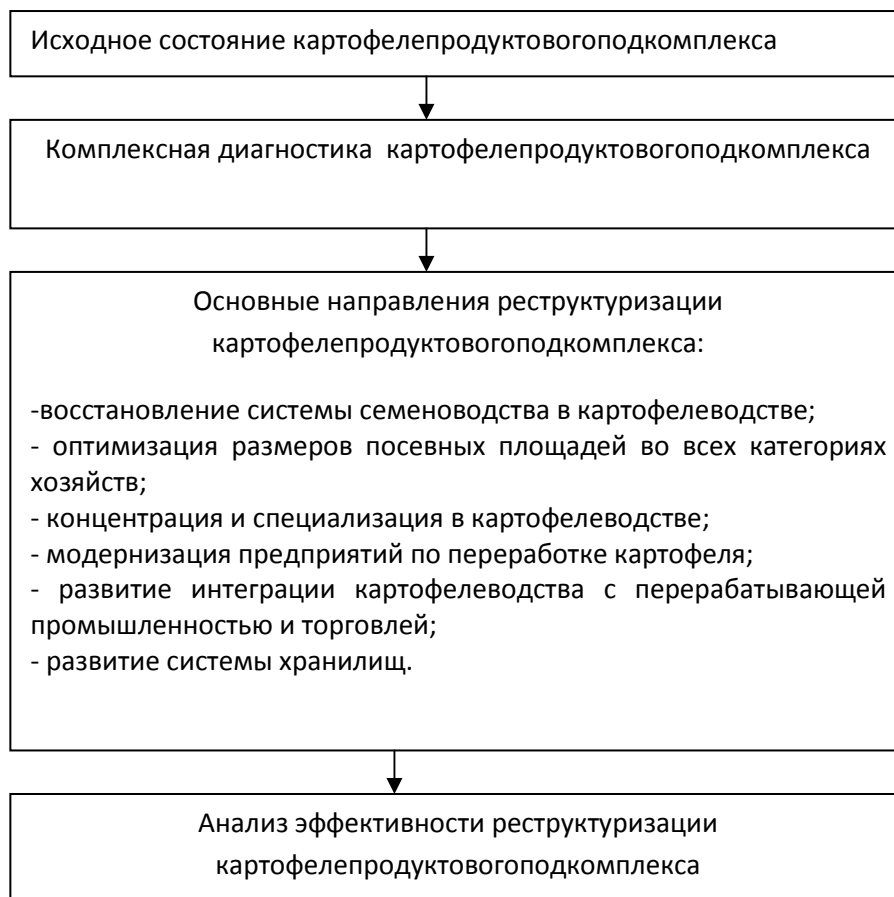 Исходное состояние картофелепродуктовогоподкомплекса
Комплексная диагностика картофелепродуктовогоподкомплекса
Основные направления реструктуризации
картофелепродуктовогоподкомплекса:
-восстановление системы семеноводства в картофелеводстве;
- оптимизация размеров посевных площадей во всех категориях
хозяйств;
- концентрация и специализация в картофелеводстве;
- модернизация предприятий по переработке картофеля;
- развитие интеграции картофелеводства с перерабатывающей
промышленностью и торговлей;
- развитие системы хранилищ.
Анализ эффективности реструктуризации
картофелепродуктовогоподкомплекса